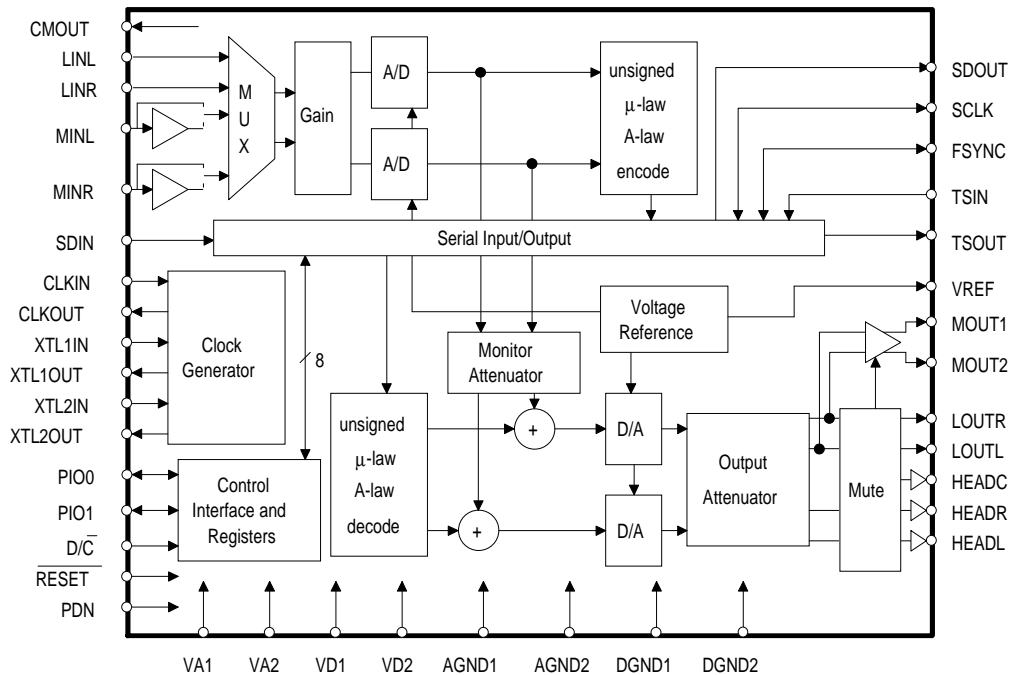 CMOUT
LINL
LINR
MINL
MINR
SDIN
CLKIN
CLKOUT
XTL1IN
XTL1OUT
XTL2IN
XTL2OUT
PIO0
PIO1
D/C̅
R̅E̅S̅E̅T̅
PDN
M
U
X
Gain
A/D
A/D
unsigned
μ-law
A-law
encode
Serial Input/Output
Clock
Generator
8
Voltage
Reference
Monitor
Attenuator
unsigned
μ-law
A-law
decode
+
+
D/A
D/A
Output
Attenuator
Mute
Control
Interface and
Registers
SDOUT
SCLK
FSYNC
TSIN
TSOUT
VREF
MOUT1
MOUT2
LOUTR
LOUTL
HEADC
HEADR
HEADL
VA1 VA2 VD1 VD2 AGND1 AGND2 DGND1 DGND2